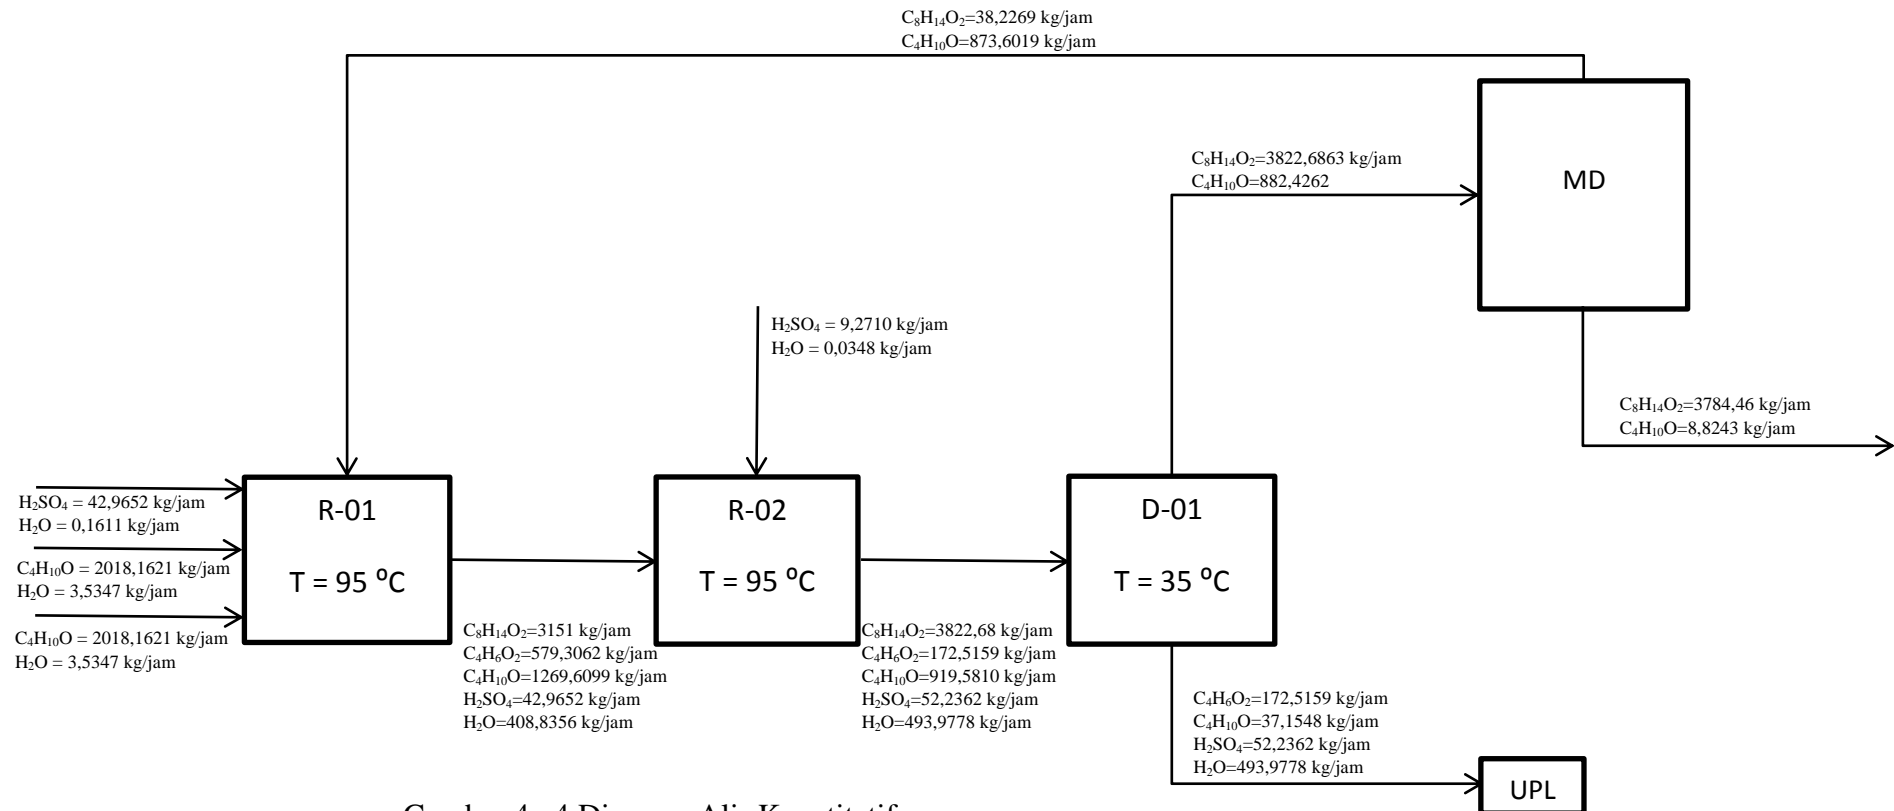 C₈H₁₄O₂=38,2269 kg/jam
C₄H₁₀O=873,6019 kg/jam
C₈H₁₄O₂=3822,6863 kg/jam
C₄H₁₀O=882,4262
MD
H₂SO₄ = 9,2710 kg/jam
H₂O = 0,0348 kg/jam
C₈H₁₄O₂=3784,46 kg/jam
C₄H₁₀O=8,8243 kg/jam
H₂SO₄ = 42,9652 kg/jam
H₂O = 0,1611 kg/jam
C₄H₁₀O = 2018,1621 kg/jam
H₂O = 3,5347 kg/jam
C₄H₁₀O = 2018,1621 kg/jam
H₂O = 3,5347 kg/jam
R-01
T = 95 ⁰C
R-02
T = 95 ⁰C
D-01
T = 35 ⁰C
C₈H₁₄O₂=3151 kg/jam
C₄H₆O₂=579,3062 kg/jam
C₄H₁₀O=1269,6099 kg/jam
H₂SO₄=42,9652 kg/jam
H₂O=408,8356 kg/jam
C₈H₁₄O₂=3822,68 kg/jam
C₄H₆O₂=172,5159 kg/jam
C₄H₁₀O=919,5810 kg/jam
H₂SO₄=52,2362 kg/jam
H₂O=493,9778 kg/jam
C₄H₆O₂=172,5159 kg/jam
C₄H₁₀O=37,1548 kg/jam
H₂SO₄=52,2362 kg/jam
H₂O=493,9778 kg/jam
UPL